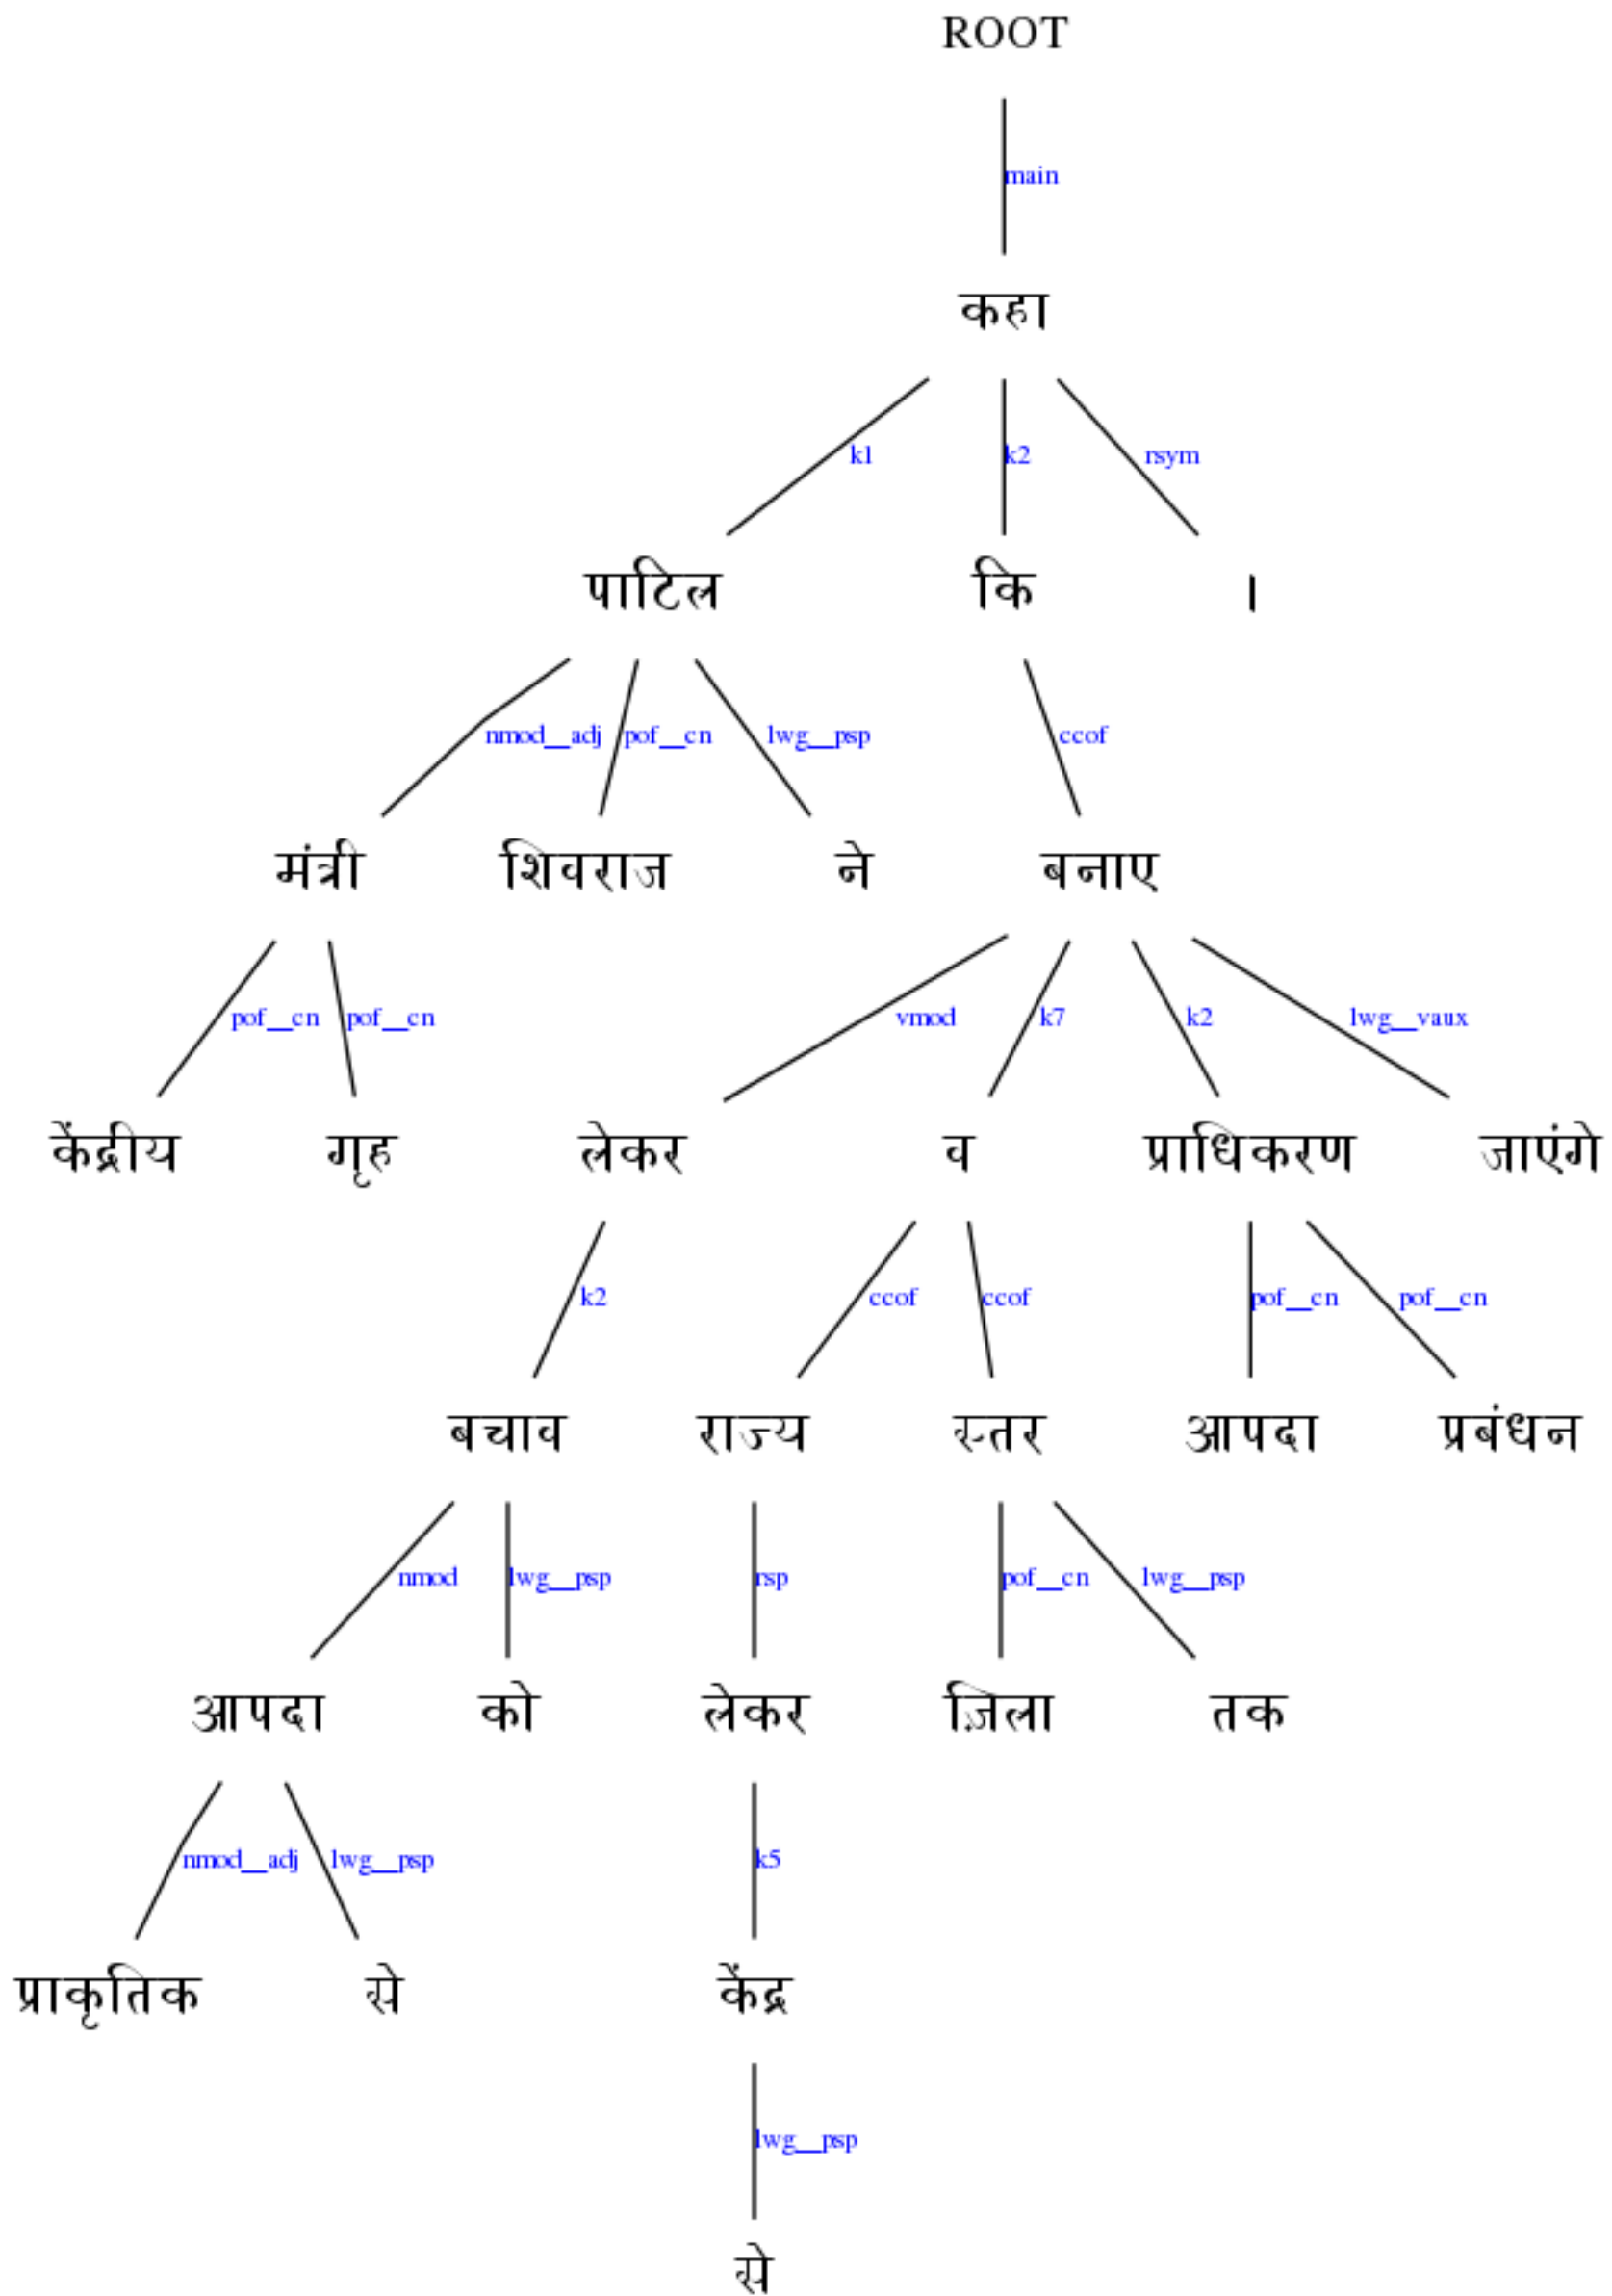 ROOT
main
कहा
k1 k2 rsym
पाटिल कि ।
nmod__adj pof__cn lwg__psp ccof
मंत्री शिवराज ने बनाए
pof__cn pof__cn vmod k7 k2 lwg__vaux
केंद्रीय गृह लेकर व प्राधिकरण जाएंगे
k2 ccof ccof pof__cn pof__cn
बचाव राज्य स्तर आपदा प्रबंधन
nmod lwg__psp rsp pof__cn lwg__psp
आपदा को लेकर ज़िला तक
nmod__adj lwg__psp k5
प्राकृतिक से केंद्र
lwg__psp
से